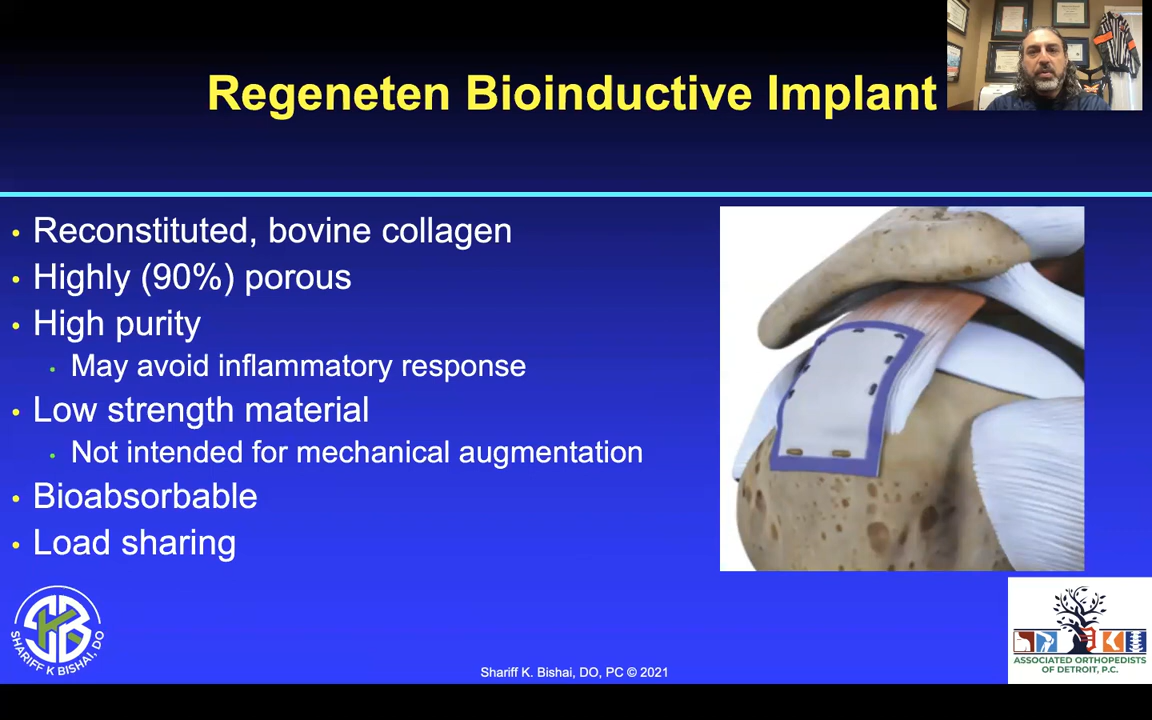 Regeneten Bioinductive Implant
• Reconstituted, bovine collagen
• Highly (90%) porous
• High purity
• May avoid inflammatory response
• Low strength material
• Not intended for mechanical augmentation
• Bioabsorbable
• Load sharing
SHARIFF K BISHAI, DO
Shariff K. Bishai, DO, PC © 2021
ASSOCIATED ORTHOPEDISTS
OF DETROIT, P.C.